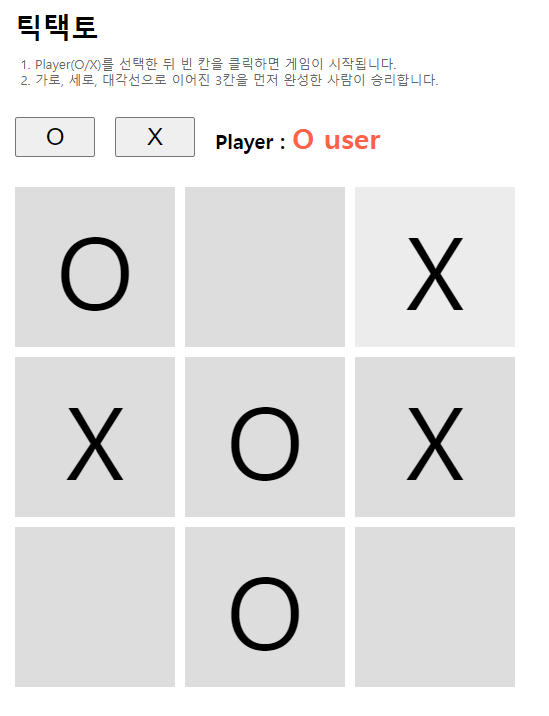 틱택토
1. Player(O/X)를 선택한 뒤 빈 칸을 클릭하면 게임이 시작됩니다.
2. 가로, 세로, 대각선으로 이어진 3칸을 먼저 완성한 사람이 승리합니다.
O X Player : O user
O X
X O X
O